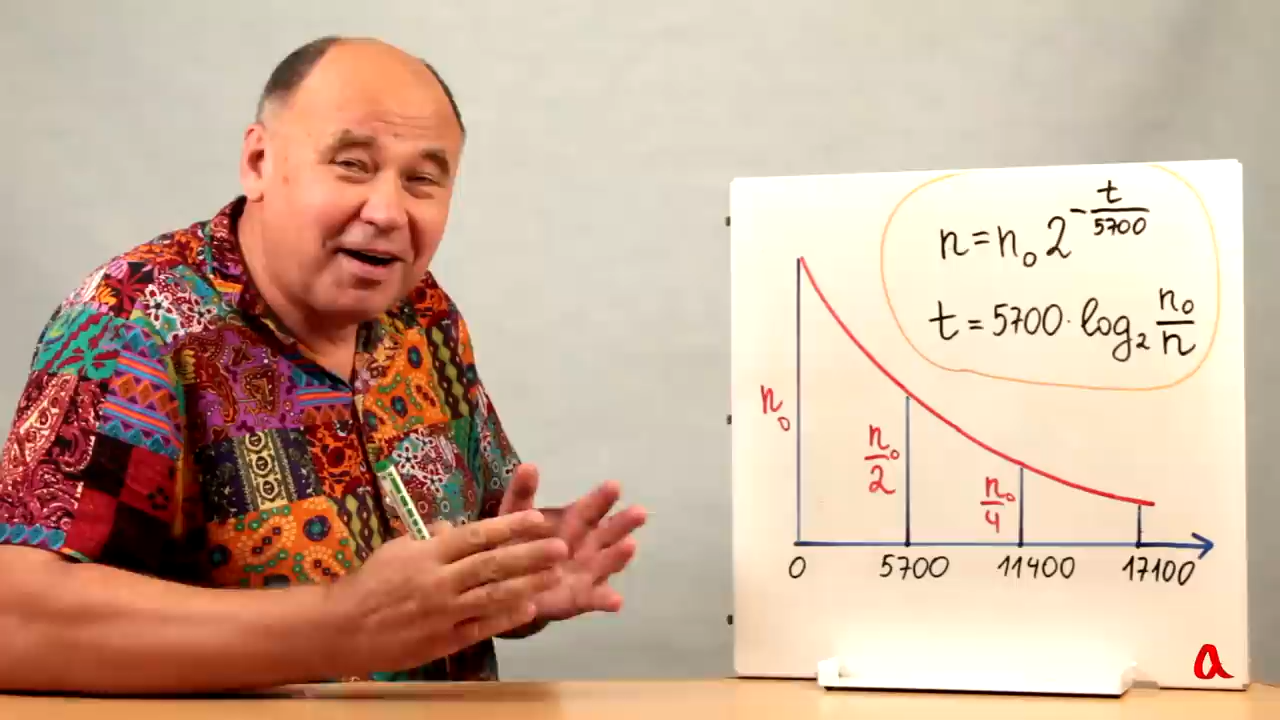 n = n₀ 2^(-t/5700)
t = 5700 · log₂ n₀/n
n₀
n₀/2
n₀/4
0 5700 11400 17100
a